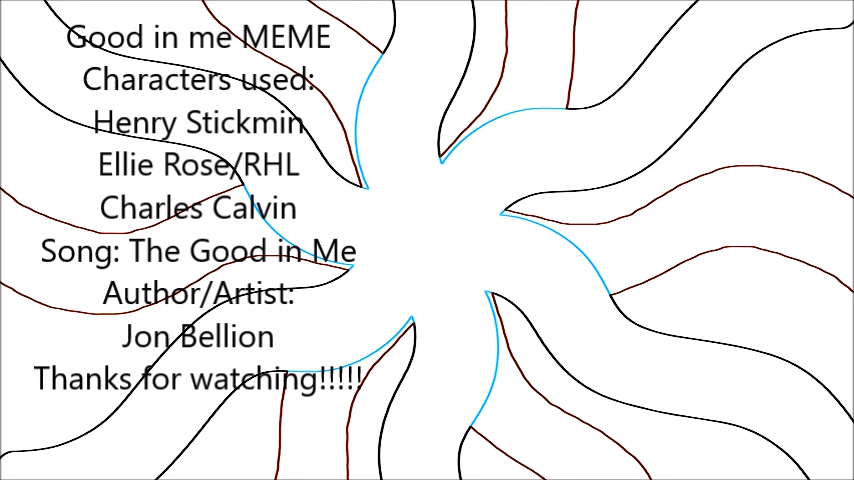 Good in me MEME
Characters used:
Henry Stickmin
Ellie Rose/RHL
Charles Calvin
Song: The Good in Me
Author/Artist:
Jon Bellion
Thanks for watching!!!!!